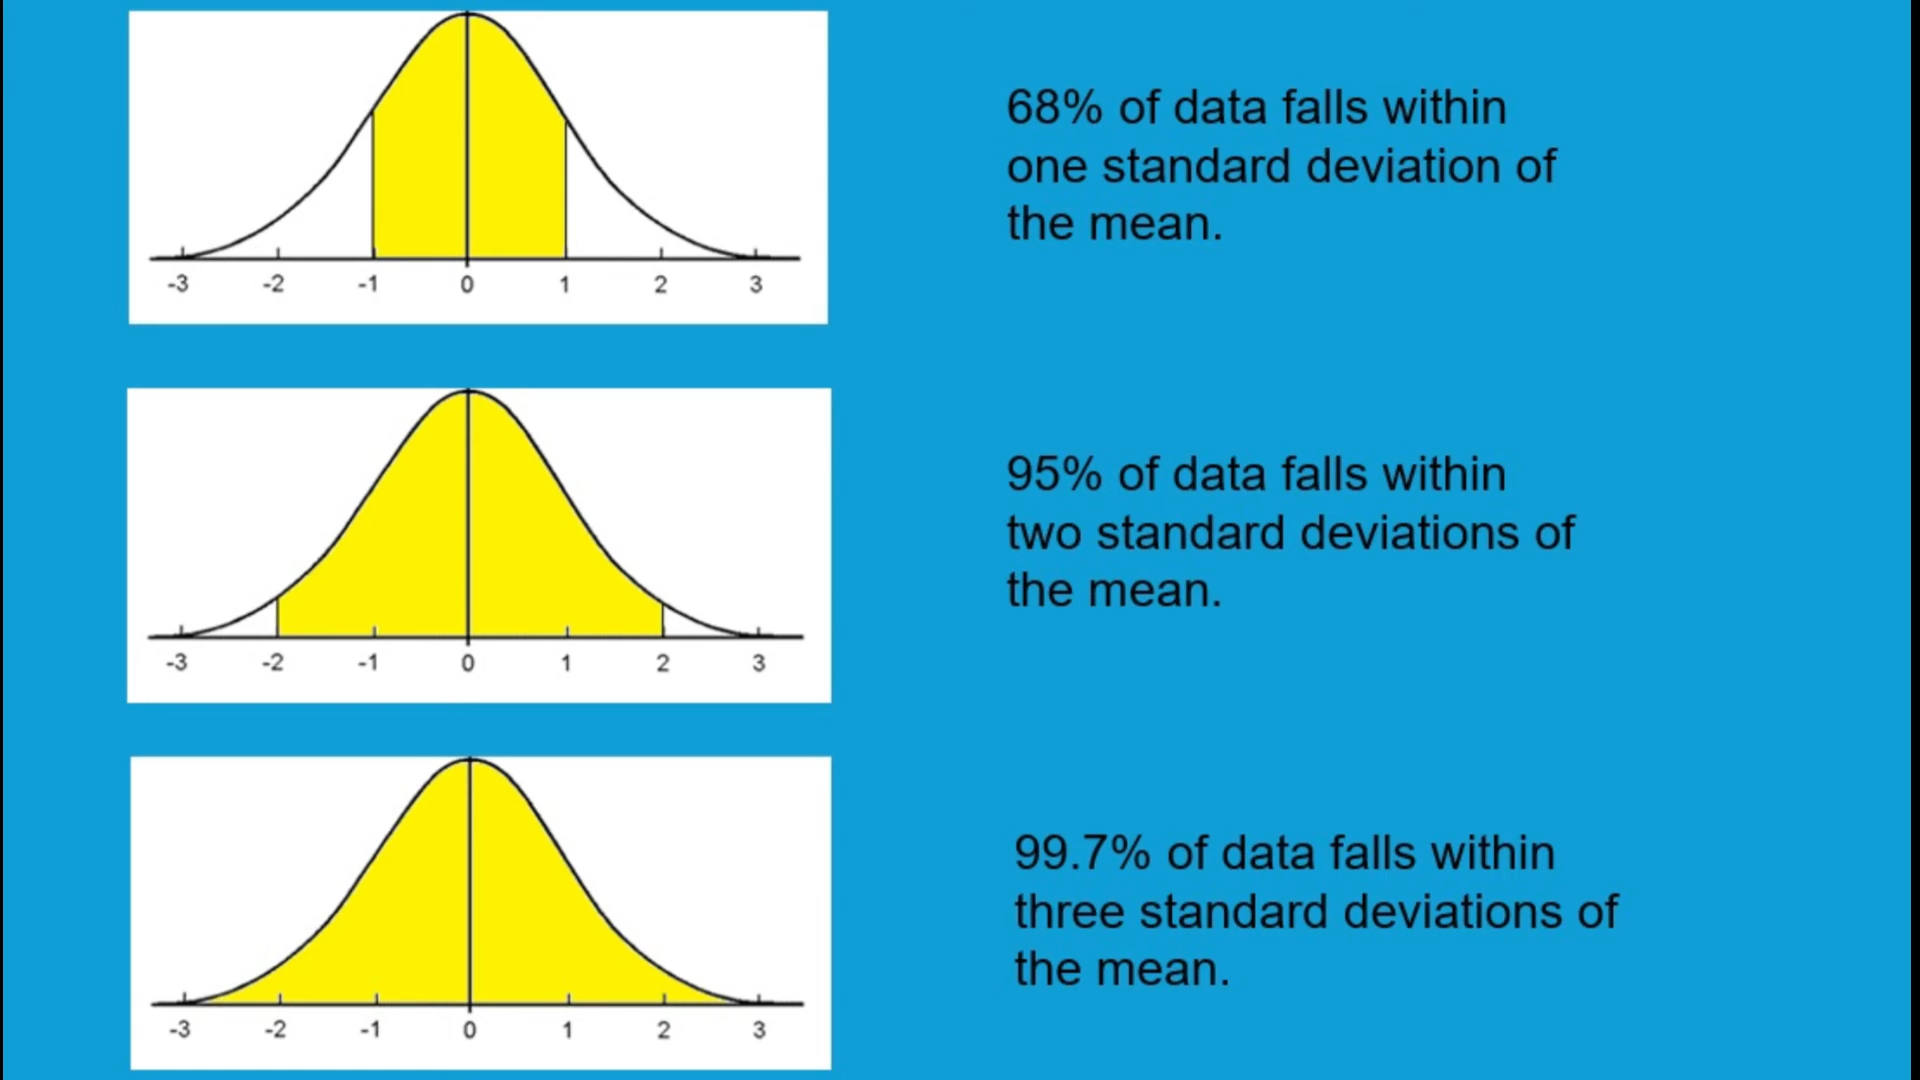 68% of data falls within
one standard deviation of
the mean.
-3 -2 -1 0 1 2 3
95% of data falls within
two standard deviations of
the mean.
-3 -2 -1 0 1 2 3
99.7% of data falls within
three standard deviations of
the mean.
-3 -2 -1 0 1 2 3